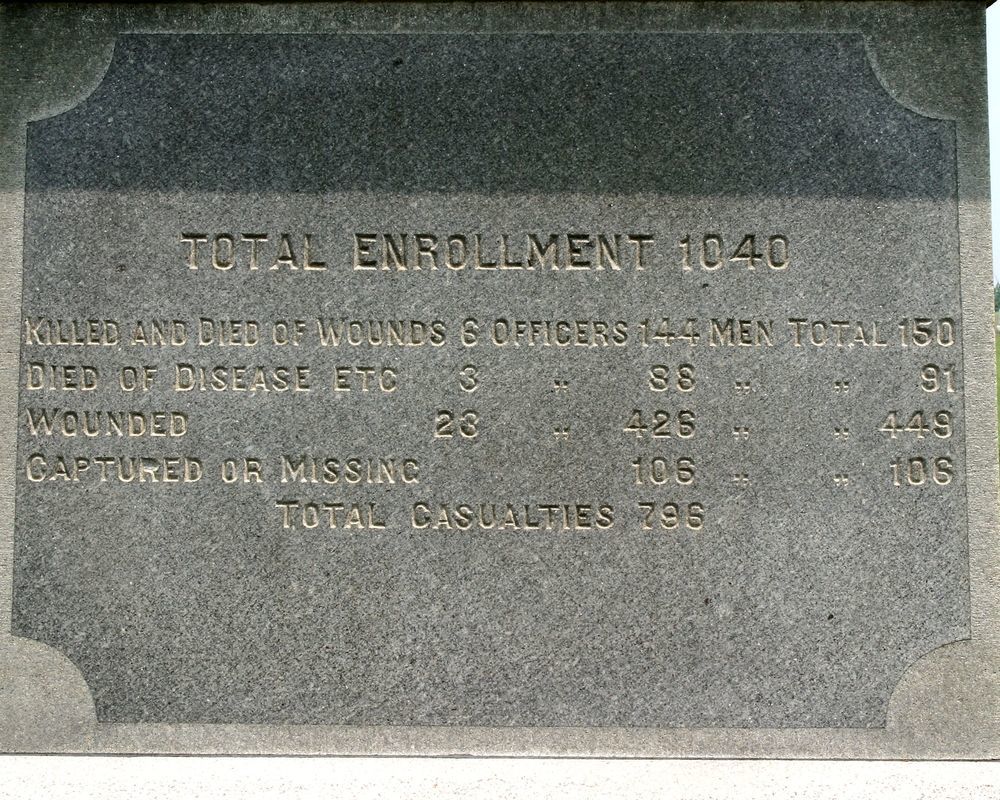 TOTAL ENROLLMENT 1040
KILLED AND DIED OF WOUNDS 6 OFFICERS 144 MEN TOTAL 150
DIED OF DISEASE ETC 3 " 88 " " 91
WOUNDED 23 " 426 " " 449
CAPTURED OR MISSING 106 " " 106
TOTAL CASUALTIES 796